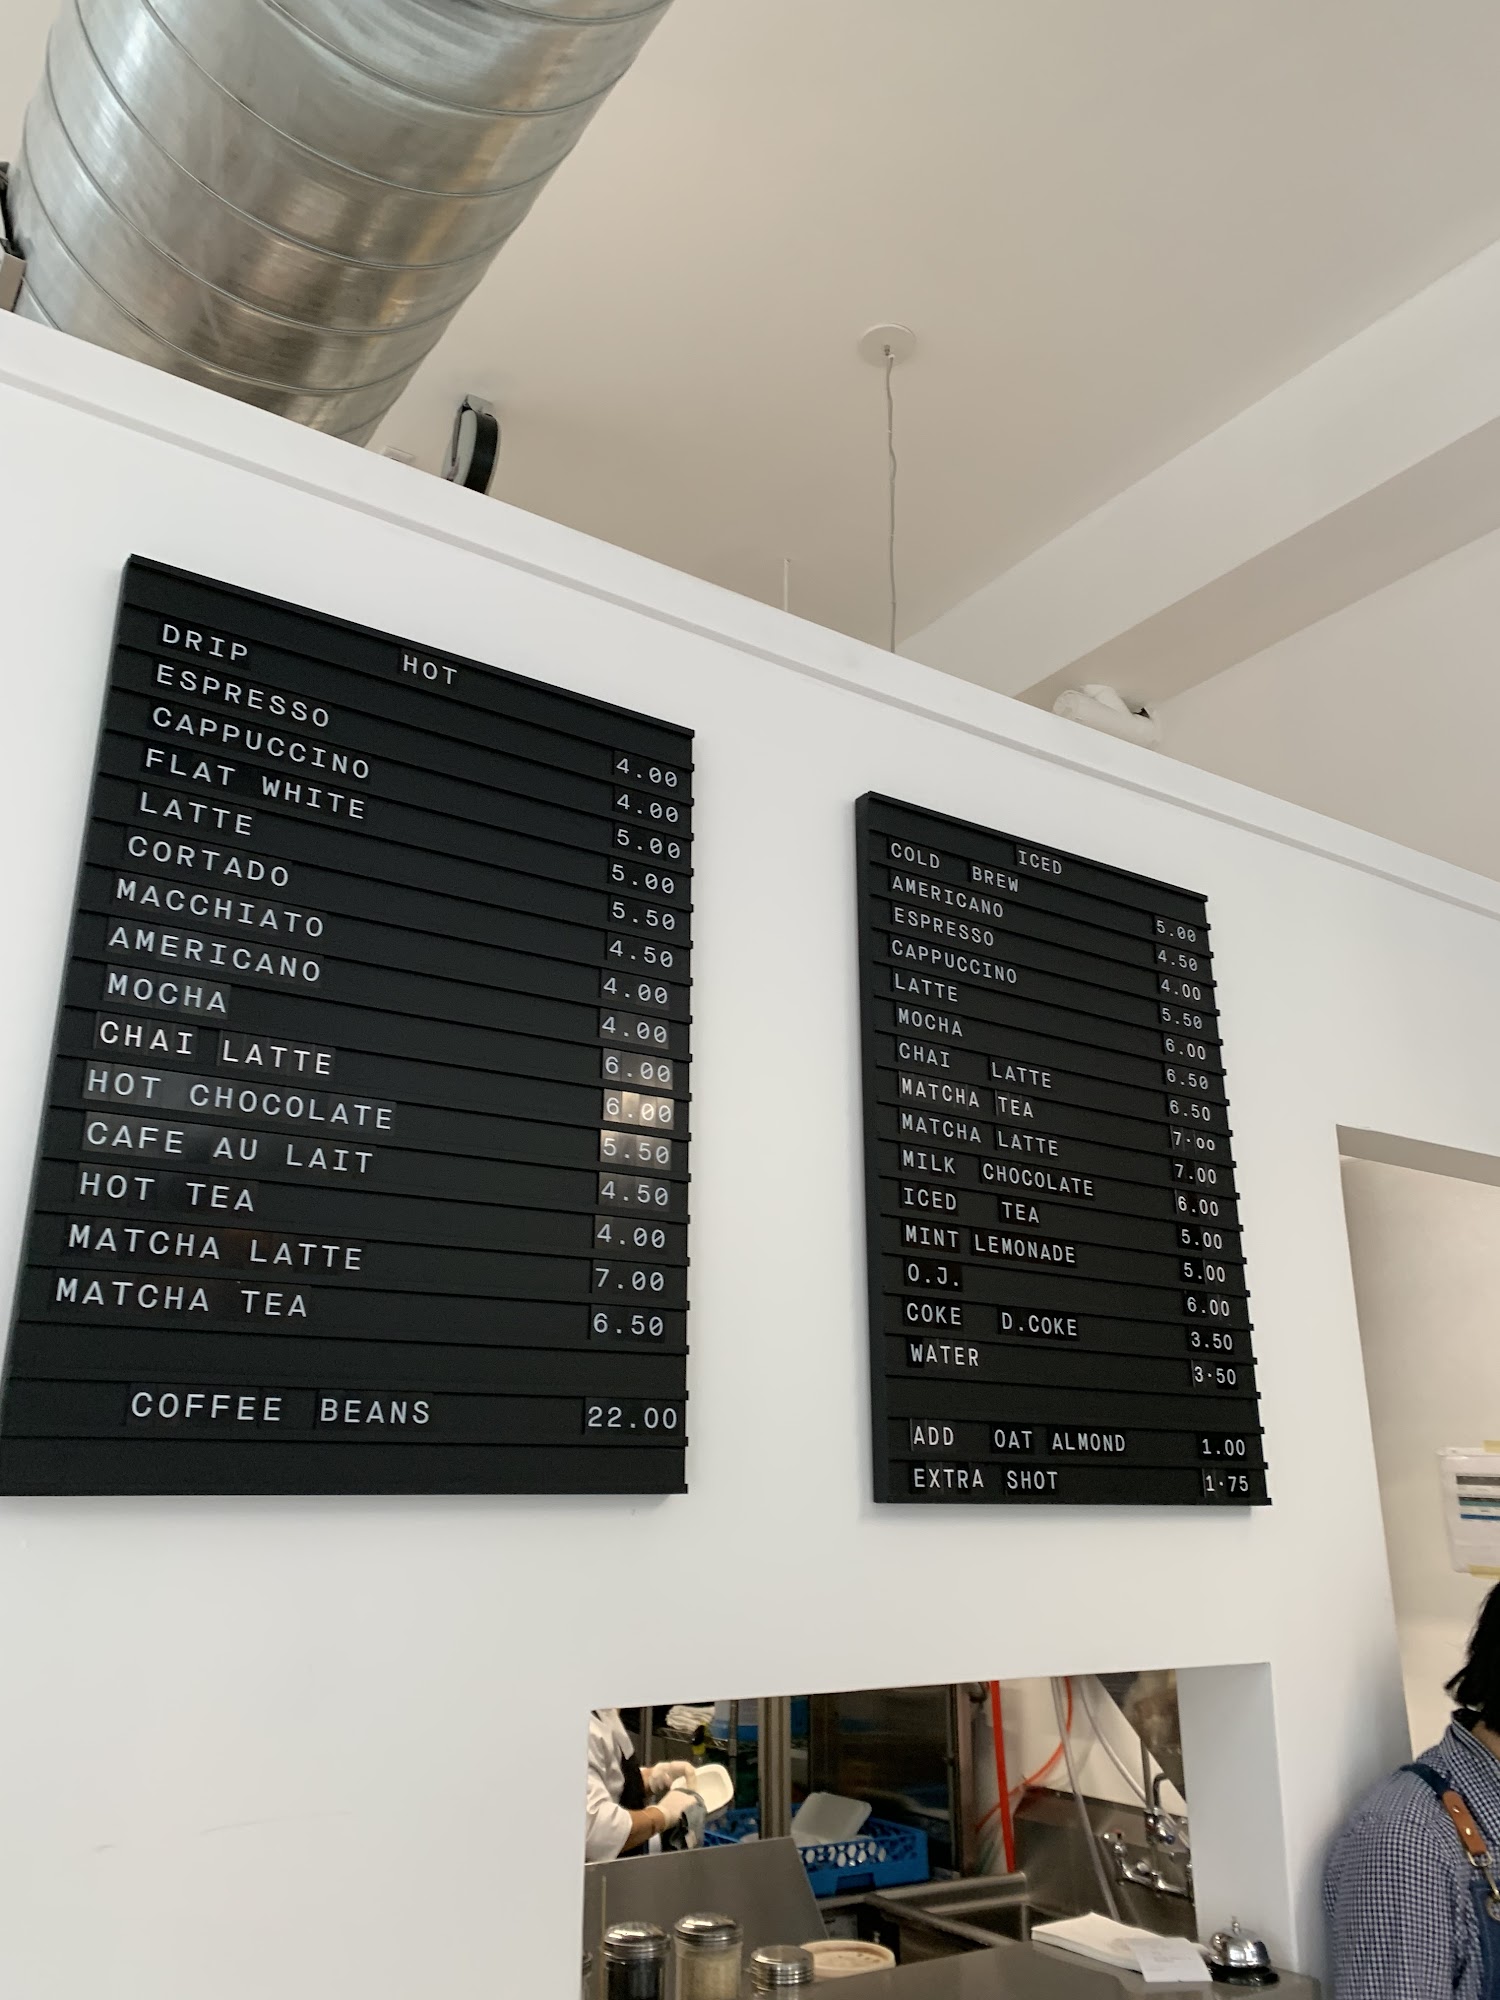 HOT
DRIP 4.00
ESPRESSO 4.00
CAPPUCCINO 5.00
FLAT WHITE 5.00
LATTE 5.50
CORTADO 4.50
MACCHIATO 4.00
AMERICANO 4.00
MOCHA 6.00
CHAI LATTE 6.00
HOT CHOCOLATE 5.50
CAFE AU LAIT 4.50
HOT TEA 4.00
MATCHA LATTE 7.00
MATCHA TEA 6.50
COFFEE BEANS 22.00
ICED
COLD BREW 5.00
AMERICANO 4.50
ESPRESSO 4.00
CAPPUCCINO 5.50
LATTE 6.00
MOCHA 6.50
CHAI LATTE 6.50
MATCHA TEA 7·00
MATCHA LATTE 7.00
MILK CHOCOLATE 6.00
ICED TEA 5.00
MINT LEMONADE 5.00
O.J. 6.00
COKE D.COKE 3.50
WATER 3·50
ADD OAT ALMOND 1.00
EXTRA SHOT 1·75